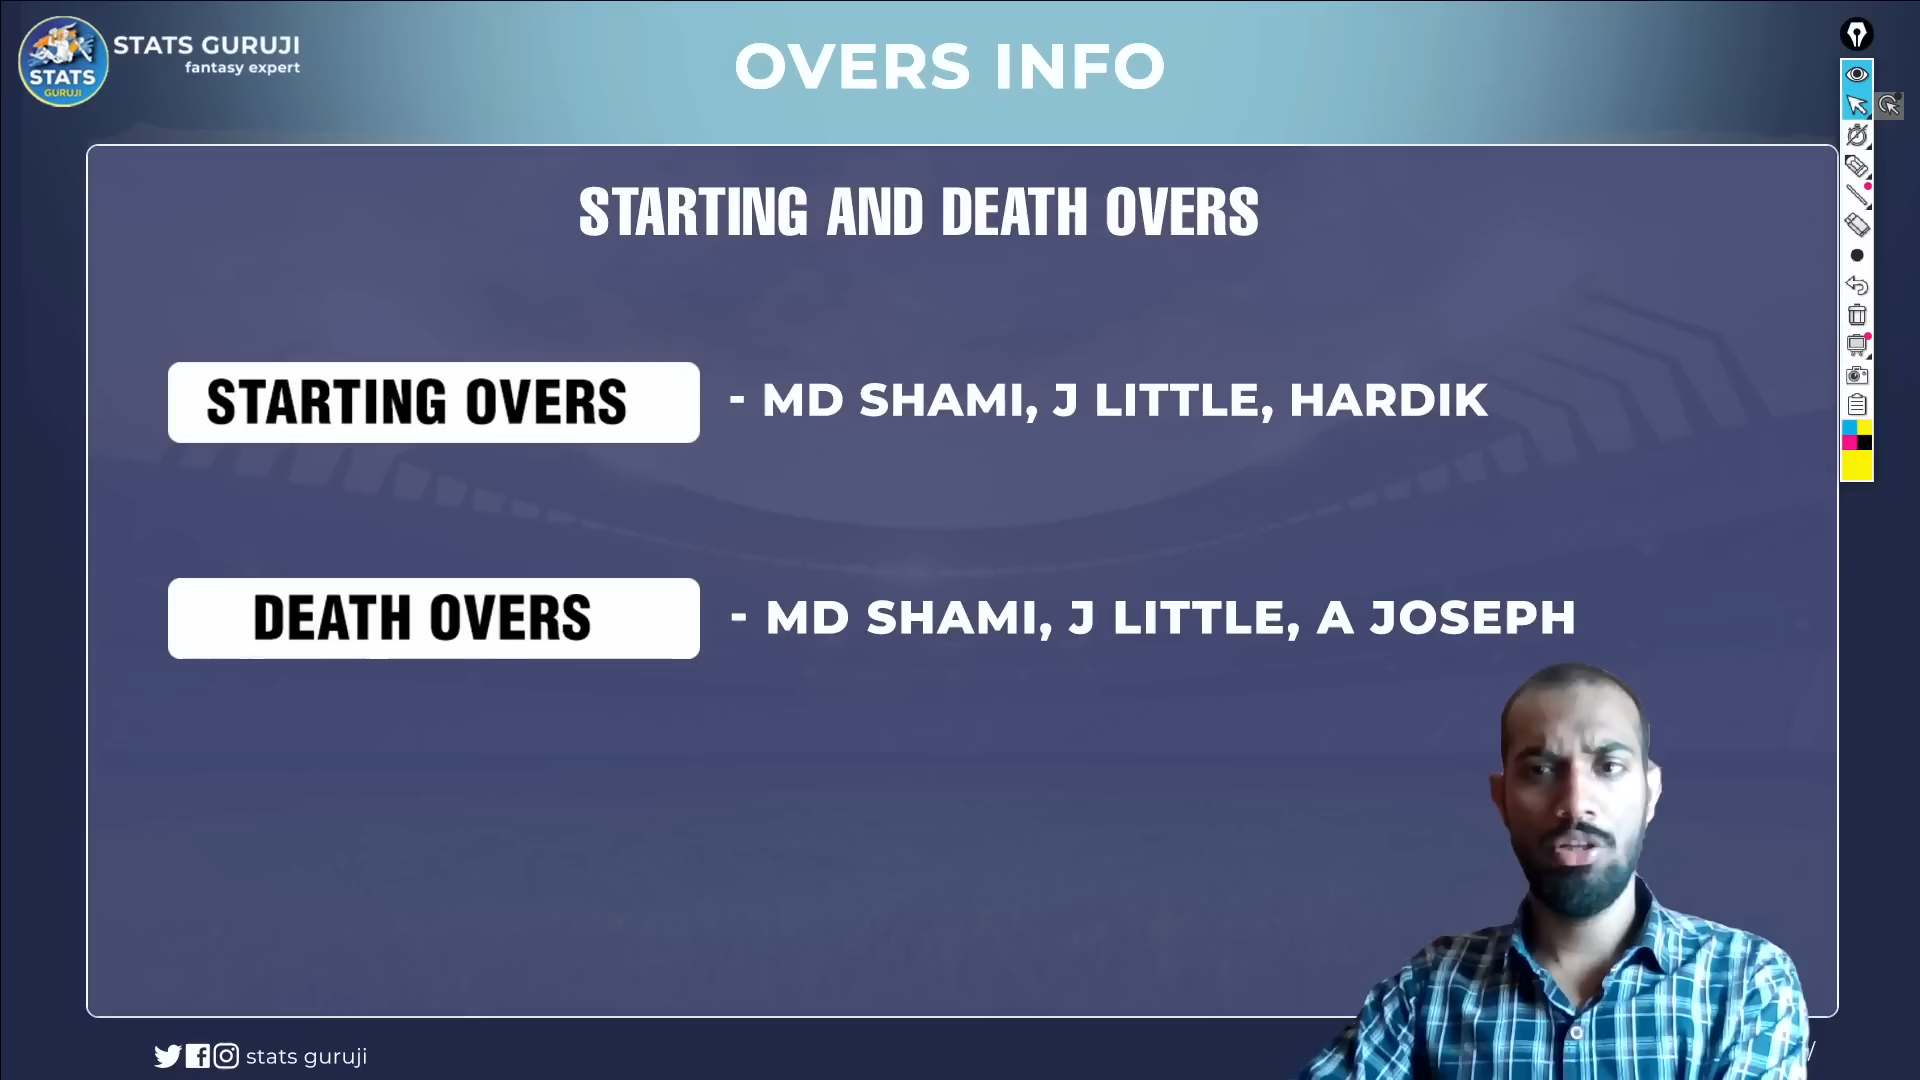 STATS GURUJI
fantasy expert
STATS
GURUJI
OVERS INFO
STARTING AND DEATH OVERS
STARTING OVERS - MD SHAMI, J LITTLE, HARDIK
DEATH OVERS - MD SHAMI, J LITTLE, A JOSEPH
stats guruji